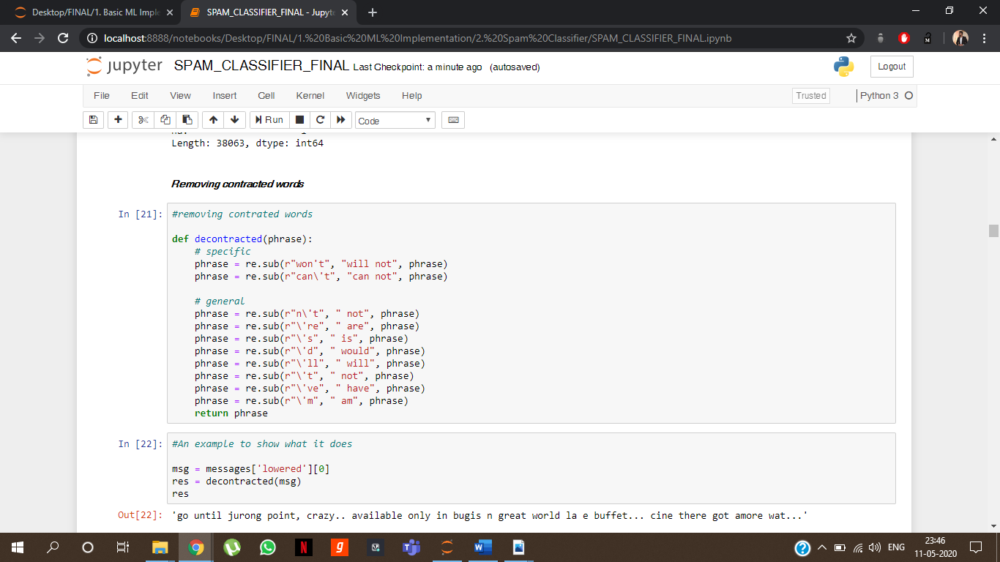 Desktop/FINAL/1. Basic ML Imple
SPAM_CLASSIFIER_FINAL - Jupyte
localhost:8888/notebooks/Desktop/FINAL/1.%20Basic%20ML%20Implementation/2.%20Spam%20Classifier/SPAM_CLASSIFIER_FINAL.ipynb
jupyter SPAM_CLASSIFIER_FINAL Last Checkpoint: a minute ago (autosaved)
Logout
File Edit View Insert Cell Kernel Widgets Help
Trusted
Python 3
Run
Code
Length: 38063, dtype: int64
Removing contracted words
In [21]: #removing contrated words
def decontracted(phrase):
# specific
phrase = re.sub(r"won't", "will not", phrase)
phrase = re.sub(r"can\'t", "can not", phrase)
# general
phrase = re.sub(r"n\'t", " not", phrase)
phrase = re.sub(r"\'re", " are", phrase)
phrase = re.sub(r"\'s", " is", phrase)
phrase = re.sub(r"\'d", " would", phrase)
phrase = re.sub(r"\'ll", " will", phrase)
phrase = re.sub(r"\'t", " not", phrase)
phrase = re.sub(r"\'ve", " have", phrase)
phrase = re.sub(r"\'m", " am", phrase)
return phrase
In [22]: #An example to show what it does
msg = messages['lowered'][0]
res = decontracted(msg)
res
Out[22]: 'go until jurong point, crazy.. available only in bugis n great world la e buffet... cine there got amore wat...'
ENG
23:46
11-05-2020